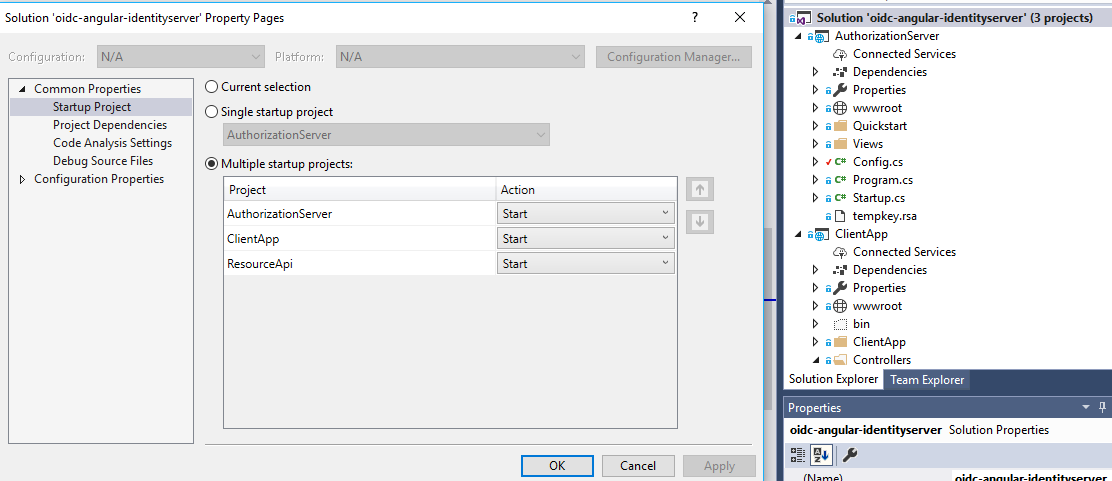 Solution 'oidc-angular-identityserver' Property Pages
?
Configuration: N/A Platform: N/A Configuration Manager...
Common Properties
Startup Project
Project Dependencies
Code Analysis Settings
Debug Source Files
Configuration Properties
Current selection
Single startup project
AuthorizationServer
Multiple startup projects:
Project Action
AuthorizationServer Start
ClientApp Start
ResourceApi Start
OK Cancel Apply
Solution 'oidc-angular-identityserver' (3 projects)
AuthorizationServer
Connected Services
Dependencies
Properties
wwwroot
Quickstart
Views
C# Config.cs
C# Program.cs
C# Startup.cs
tempkey.rsa
ClientApp
Connected Services
Dependencies
Properties
wwwroot
bin
ClientApp
Controllers
Solution Explorer Team Explorer
Properties
oidc-angular-identityserver Solution Properties
(Name) oidc-angular-identityserver